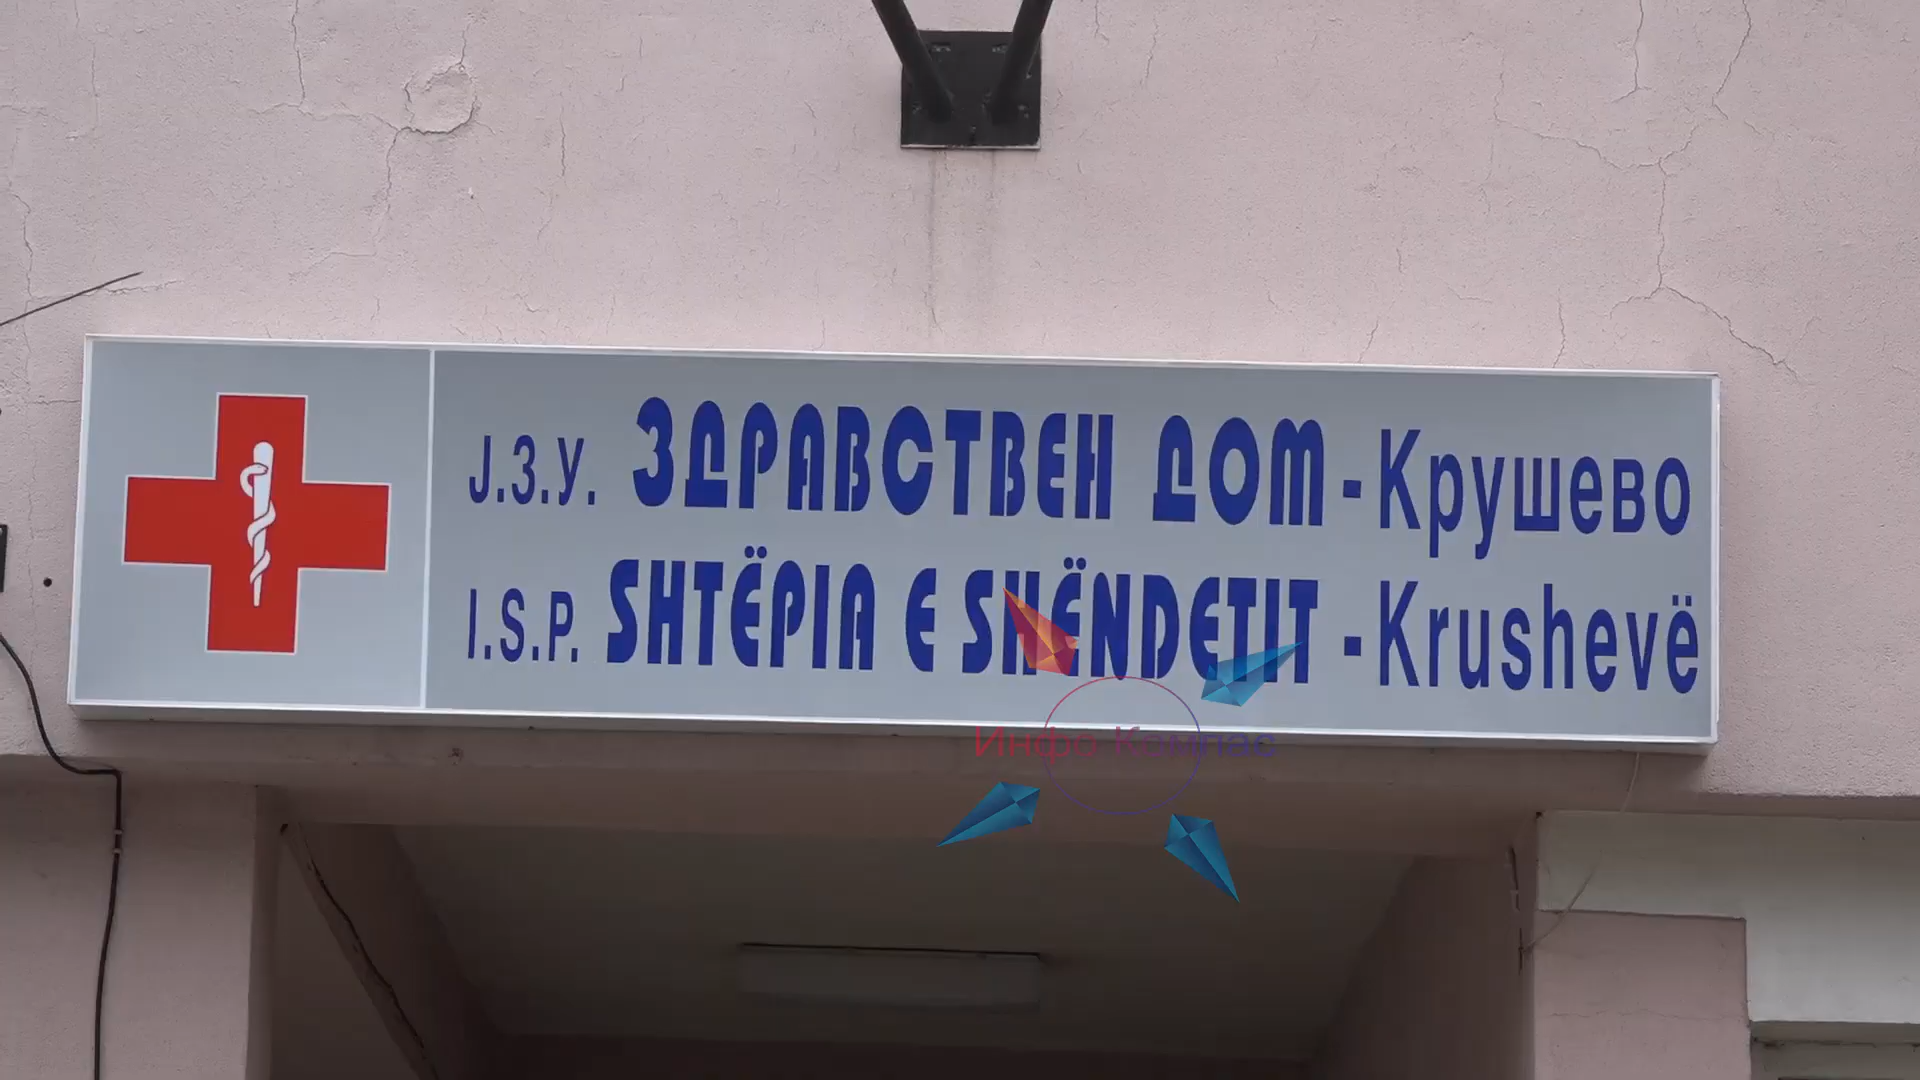 Ј.З.У. ЗДРАВСТВЕН ДОМ-Крушево
I.S.P. SHTËPIA E SHËNDETIT -Krushevë
Инфо Компас